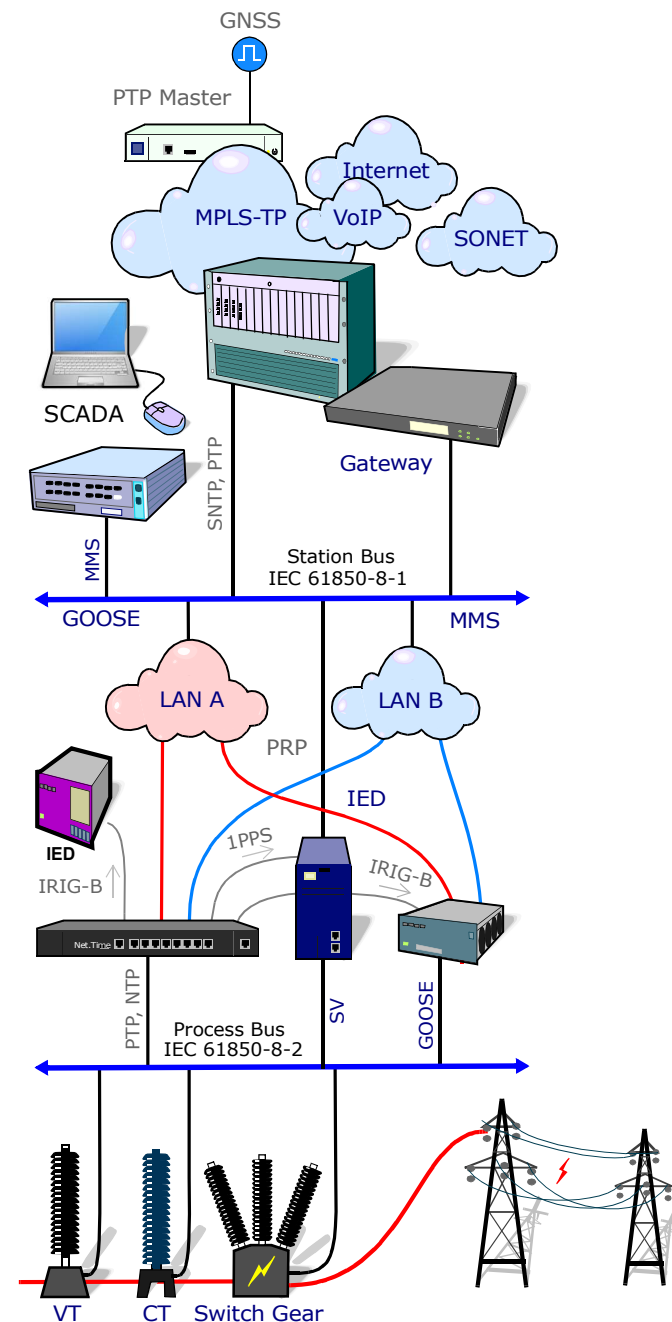 GNSS
PTP Master
Internet
MPLS-TP
VoIP
SONET
SCADA
Gateway
SNTP, PTP
MMS
Station Bus
IEC 61850-8-1
GOOSE
MMS
LAN A
LAN B
PRP
IED
IED
1PPS
IRIG-B
IRIG-B
Net.Time
PTP, NTP
SV
GOOSE
Process Bus
IEC 61850-8-2
VT
CT
Switch Gear